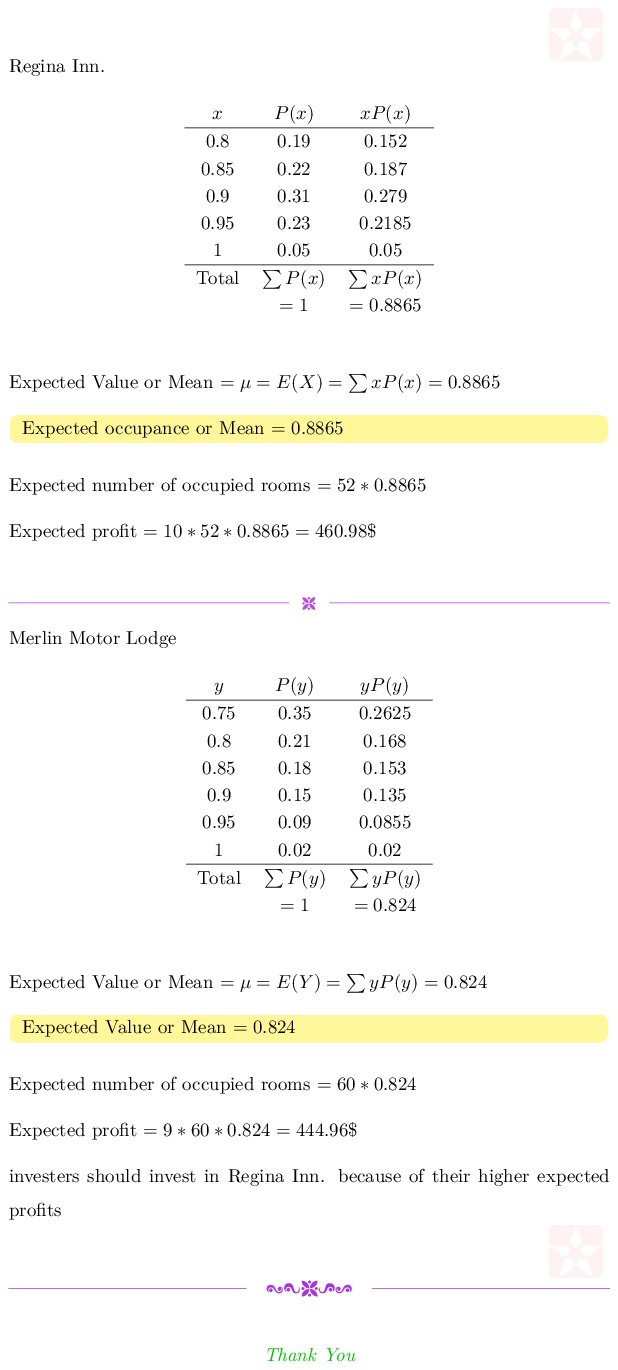 Regina Inn.
x P(x) xP(x)
0.8 0.19 0.152
0.85 0.22 0.187
0.9 0.31 0.279
0.95 0.23 0.2185
1 0.05 0.05
Total ∑ P(x) ∑ xP(x)
= 1 = 0.8865
Expected Value or Mean = μ = E(X) = ∑ xP(x) = 0.8865
Expected occupance or Mean = 0.8865
Expected number of occupied rooms = 52 ∗ 0.8865
Expected profit = 10 ∗ 52 ∗ 0.8865 = 460.98$
Merlin Motor Lodge
y P(y) yP(y)
0.75 0.35 0.2625
0.8 0.21 0.168
0.85 0.18 0.153
0.9 0.15 0.135
0.95 0.09 0.0855
1 0.02 0.02
Total ∑ P(y) ∑ yP(y)
= 1 = 0.824
Expected Value or Mean = μ = E(Y) = ∑ yP(y) = 0.824
Expected Value or Mean = 0.824
Expected number of occupied rooms = 60 ∗ 0.824
Expected profit = 9 ∗ 60 ∗ 0.824 = 444.96$
investers should invest in Regina Inn. because of their higher expected
profits
Thank You